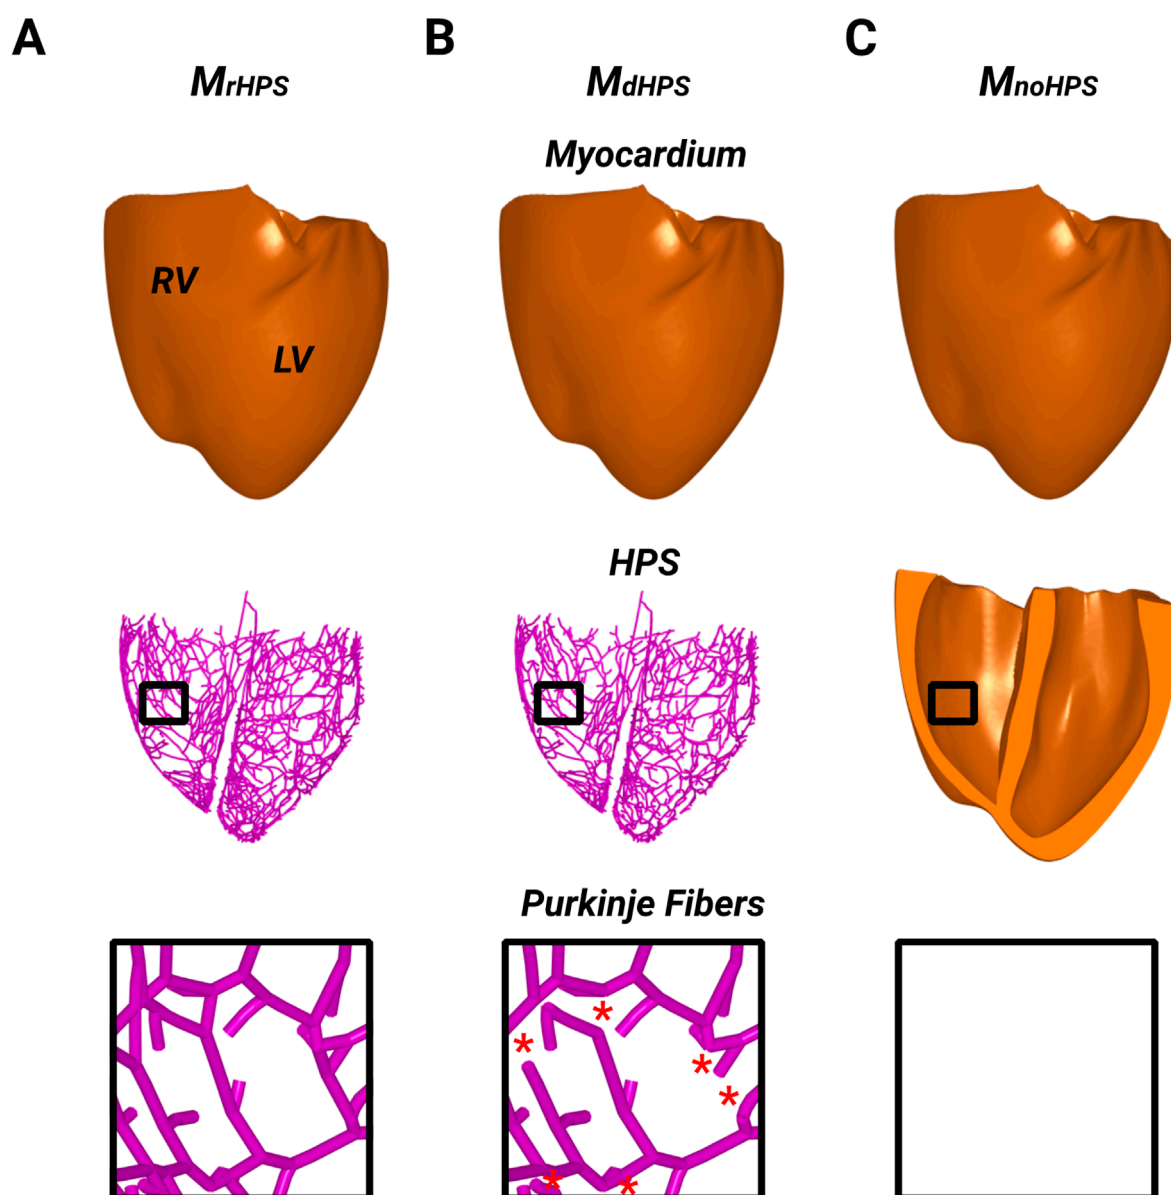 A
B
C
MrHPS
MdHPS
MnoHPS
Myocardium
RV
LV
HPS
Purkinje Fibers
*
*
*
*
*
*